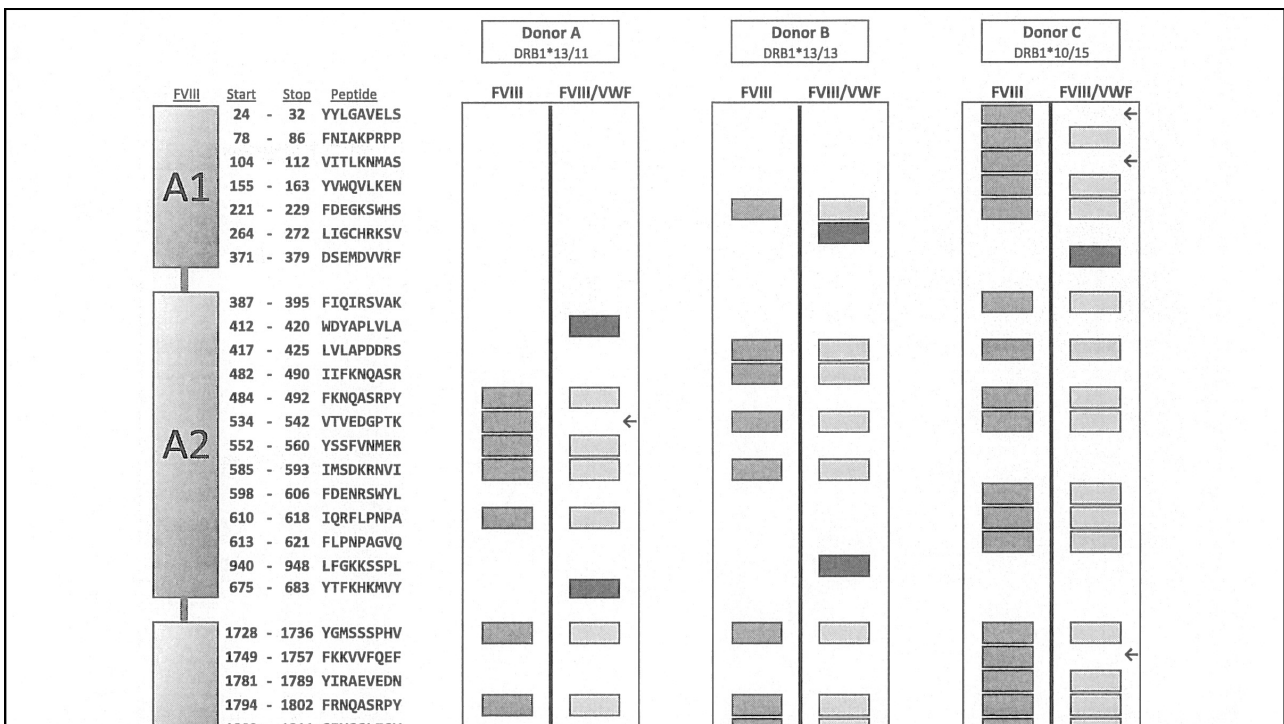 Donor A
DRB1*13/11
Donor B
DRB1*13/13
Donor C
DRB1*10/15
FVIII Start Stop Peptide FVIII FVIII/VWF FVIII FVIII/VWF FVIII FVIII/VWF
24 - 32 YYLGAVELS ←
78 - 86 FNIAKPRPP
104 - 112 VITLKNMAS ←
155 - 163 YVWQVLKEN
A1
221 - 229 FDEGKSWHS
264 - 272 LIGCHRKSV
371 - 379 DSEMDVVRF
387 - 395 FIQIRSVAK
412 - 420 WDYAPLVLA
417 - 425 LVLAPDDRS
482 - 490 IIFKNQASR
484 - 492 FKNQASRPY
534 - 542 VTVEDGPTK ←
A2
552 - 560 YSSFVNMER
585 - 593 IMSDKRNVI
598 - 606 FDENRSWYL
610 - 618 IQRFLPNPA
613 - 621 FLPNPAGVQ
940 - 948 LFGKKSSPL
675 - 683 YTFKHKMVY
1728 - 1736 YGMSSSPHV
1749 - 1757 FKKVVFQEF ←
1781 - 1789 YIRAEVEDN
1794 - 1802 FRNQASRPY